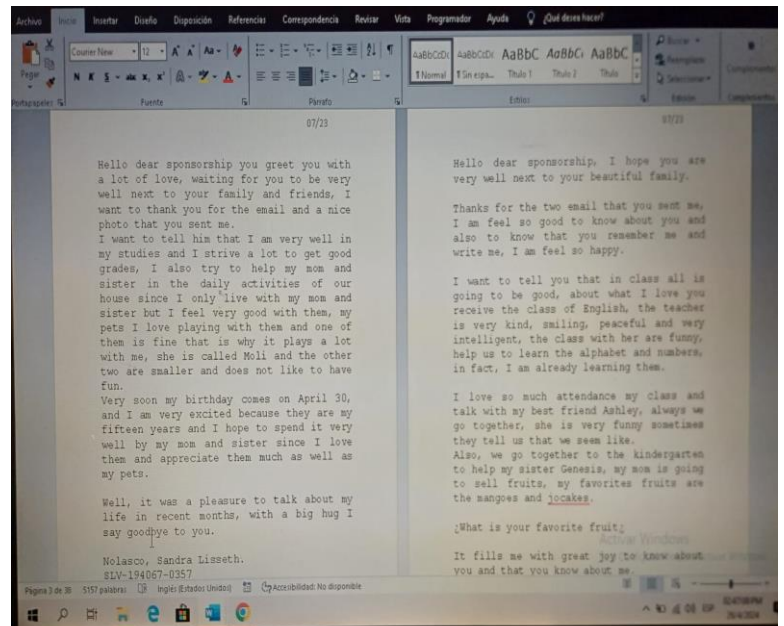 Archivo Inicio Insertar Diseño Disposición Referencias Correspondencia Revisar Vista Programador Ayuda ¿Qué desea hacer?
Courier New 12 A A Aa
AaBbCcDc AaBbCcDc AaBbC AaBbCc AaBbC
Buscar
Reemplazar
Seleccionar
Pegar N K S abc x, x² A
¶ Normal ¶ Sin espa... Título 1 Título 2 Título
Complementos
Portapapeles Fuente Párrafo Estilos Edición Complementos
07/23
Hello dear sponsorship you greet you with
a lot of love, waiting for you to be very
well next to your family and friends, I
want to thank you for the email and a nice
photo that you sent me.
I want to tell him that I am very well in
my studies and I strive a lot to get good
grades, I also try to help my mom and
sister in the daily activities of our
house since I only live with my mom and
sister but I feel very good with them, my
pets I love playing with them and one of
them is fine that is why it plays a lot
with me, she is called Moli and the other
two are smaller and does not like to have
fun.
Very soon my birthday comes on April 30,
and I am very excited because they are my
fifteen years and I hope to spend it very
well by my mom and sister since I love
them and appreciate them much as well as
my pets.
Well, it was a pleasure to talk about my
life in recent months, with a big hug I
say goodbye to you.
Nolasco, Sandra Lisseth.
SLV-194067-0357
07/23
Hello dear sponsorship, I hope you are
very well next to your beautiful family.
Thanks for the two email that you sent me,
I am feel so good to know about you and
also to know that you remember me and
write me, I am feel so happy.
I want to tell you that in class all is
going to be good, about what I love you
receive the class of English, the teacher
is very kind, smiling, peaceful and very
intelligent, the class with her are funny,
help us to learn the alphabet and numbers,
in fact, I am already learning them.
I love so much attendance my class and
talk with my best friend Ashley, always we
go together, she is very funny sometimes
they tell us that we seem like.
Also, we go together to the kindergarten
to help my sister Genesis, my mom is going
to sell fruits, my favorites fruits are
the mangoes and jocakes.
¿What is your favorite fruit¿
It fills me with great joy to know about
you and that you know about me.
Activar Windows
Página 3 de 36 5157 palabras Inglés (Estados Unidos) Accesibilidad: No disponible
ESP
26/4/2024